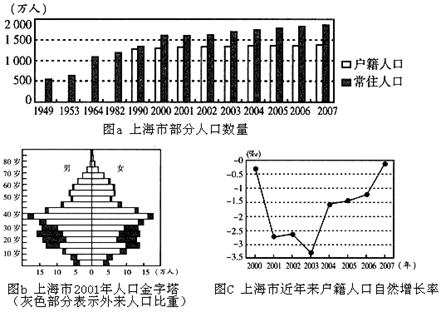 (万人)
2 000
1 500
1 000
500
0
户籍人口
常住人口
1949 1953 1964 1982 1990 2000 2001 2002 2003 2004 2005 2006 2007
图a 上海市部分人口数量
80岁
70岁
60岁
50岁
40岁
30岁
20岁
10岁
男 女
15 10 5 0 5 10 15 (万人)
图b 上海市2001年人口金字塔
(灰色部分表示外来人口比重)
(‰)
-0
-0.5
-1
-1.5
-2
-2.5
-3
-3.5
2000 2001 2002 2003 2004 2005 2006 2007 (年)
图C 上海市近年来户籍人口自然增长率